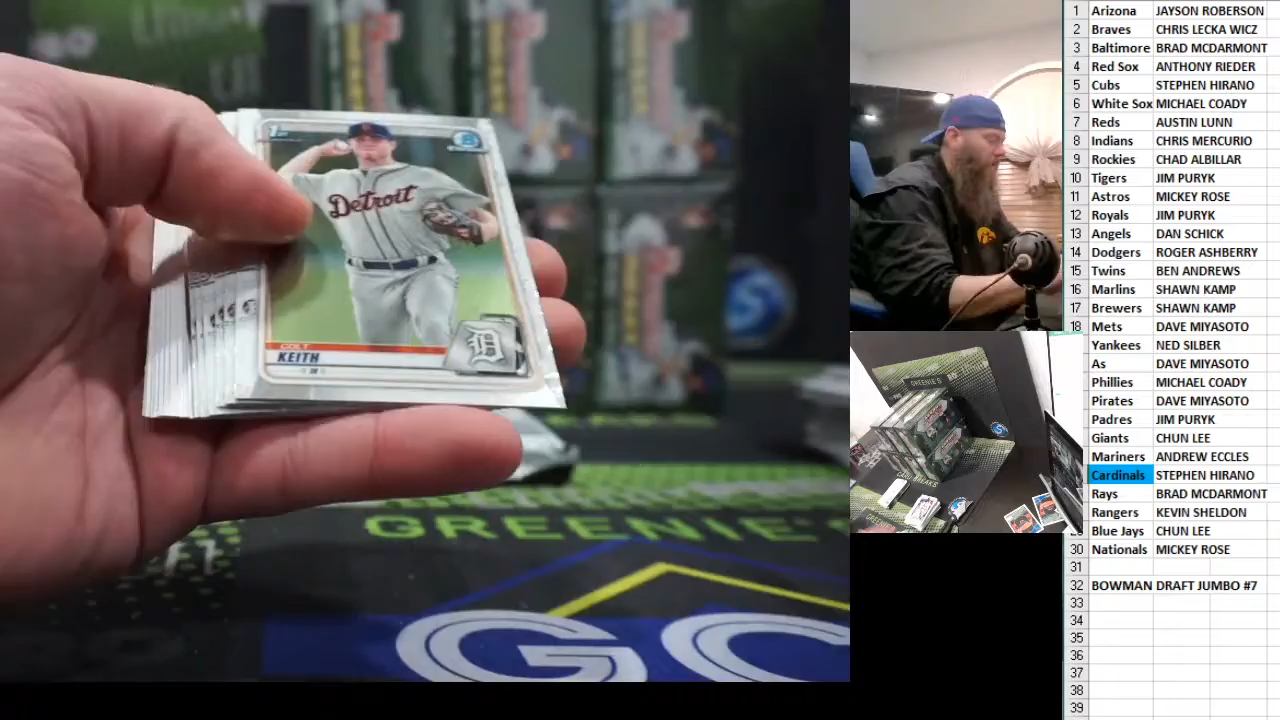 1st
Detroit
COLT
KEITH
GREENIE'S
GC
GREENIE'S
1 Arizona JAYSON ROBERSON
2 Braves CHRIS LECKA WICZ
3 Baltimore BRAD MCDARMONT
4 Red Sox ANTHONY RIEDER
5 Cubs STEPHEN HIRANO
6 White Sox MICHAEL COADY
7 Reds AUSTIN LUNN
8 Indians CHRIS MERCURIO
9 Rockies CHAD ALBILLAR
10 Tigers JIM PURYK
11 Astros MICKEY ROSE
12 Royals JIM PURYK
13 Angels DAN SCHICK
14 Dodgers ROGER ASHBERRY
15 Twins BEN ANDREWS
16 Marlins SHAWN KAMP
17 Brewers SHAWN KAMP
18 Mets DAVE MIYASOTO
Yankees NED SILBER
As DAVE MIYASOTO
Phillies MICHAEL COADY
Pirates DAVE MIYASOTO
Padres JIM PURYK
Giants CHUN LEE
Mariners ANDREW ECCLES
Cardinals STEPHEN HIRANO
Rays BRAD MCDARMONT
Rangers KEVIN SHELDON
Blue Jays CHUN LEE
30 Nationals MICKEY ROSE
31
32 BOWMAN DRAFT JUMBO #7
33
34
35
36
37
38
39